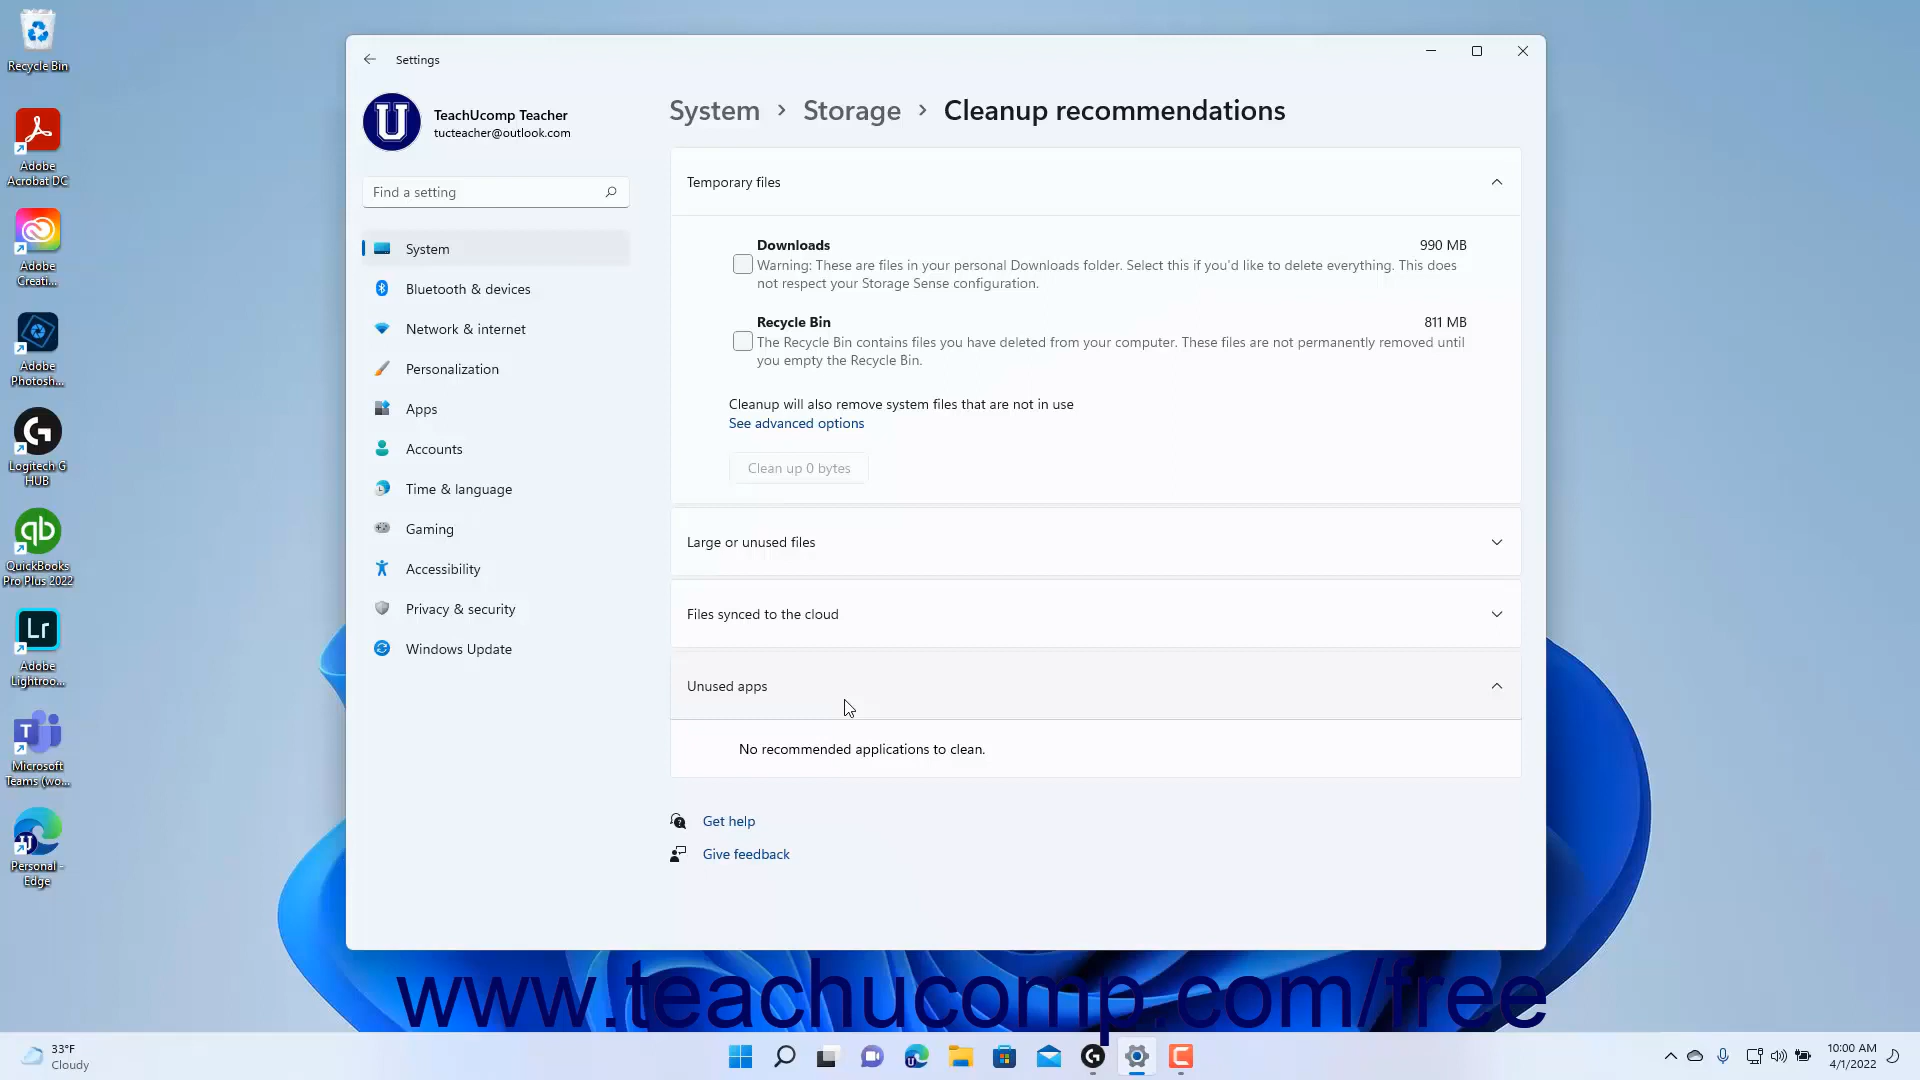 Recycle Bin
Adobe
Acrobat DC
Adobe
Creati...
Adobe
Photosh...
Logitech G
HUB
QuickBooks
Pro Plus 2022
Lr
Adobe
Lightroo...
Microsoft
Teams (wo...
Personal -
Edge
Settings
TeachUcomp Teacher
tucteacher@outlook.com
Find a setting
System
Bluetooth & devices
Network & internet
Personalization
Apps
Accounts
Time & language
Gaming
Accessibility
Privacy & security
Windows Update
System > Storage > Cleanup recommendations
Temporary files
Downloads 990 MB
Warning: These are files in your personal Downloads folder. Select this if you'd like to delete everything. This does
not respect your Storage Sense configuration.
Recycle Bin 811 MB
The Recycle Bin contains files you have deleted from your computer. These files are not permanently removed until
you empty the Recycle Bin.
Cleanup will also remove system files that are not in use
See advanced options
Clean up 0 bytes
Large or unused files
Files synced to the cloud
Unused apps
No recommended applications to clean.
Get help
Give feedback
www.teachucomp.com/free
33°F
Cloudy
10:00 AM
4/1/2022